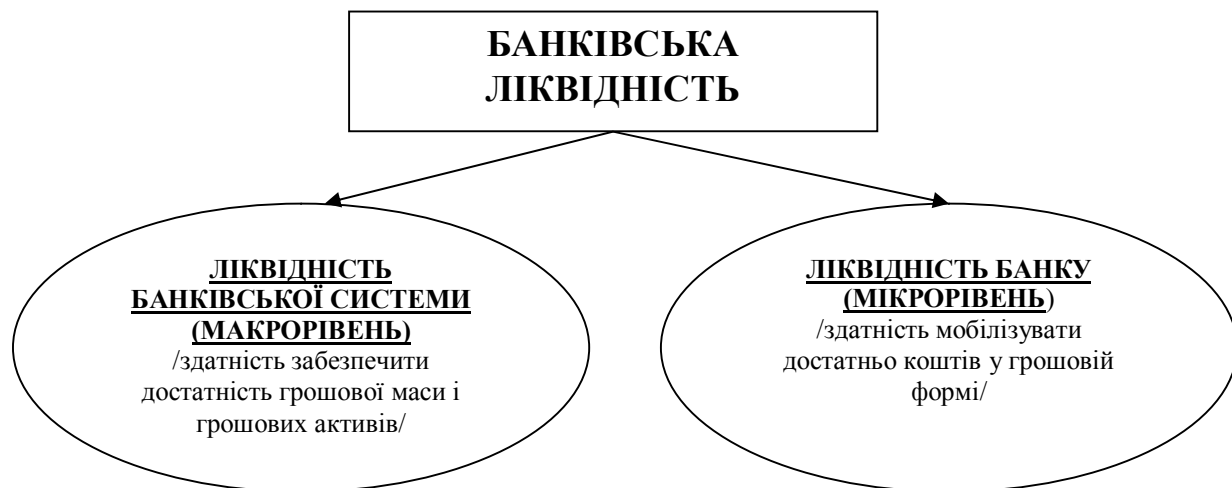 БАНКІВСЬКА
ЛІКВІДНІСТЬ
ЛІКВІДНІСТЬ
БАНКІВСЬКОЇ СИСТЕМИ
(МАКРОРІВЕНЬ)
/здатність забезпечити
достатність грошової маси і
грошових активів/
ЛІКВІДНІСТЬ БАНКУ
(МІКРОРІВЕНЬ)
/здатність мобілізувати
достатньо коштів у грошовій
формі/